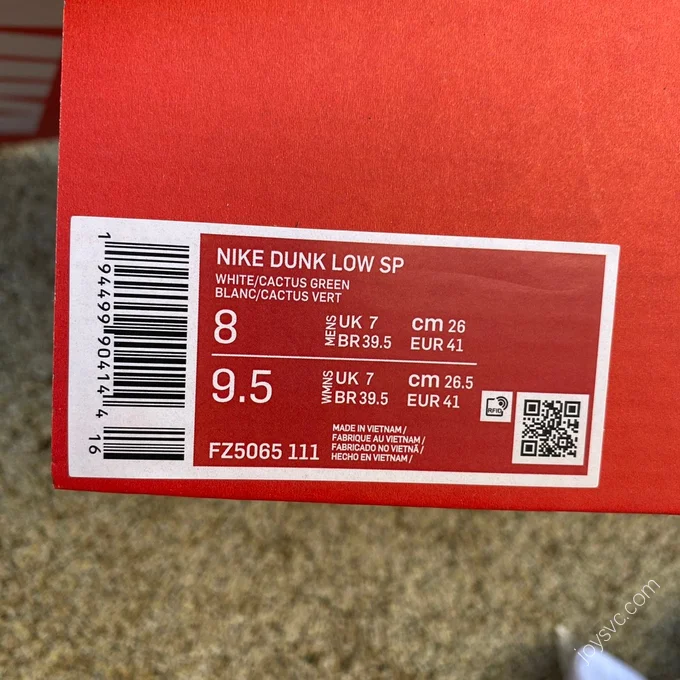 NIKE DUNK LOW SP
WHITE/CACTUS GREEN
BLANC/CACTUS VERT
8 MENS UK 7 cm 26
BR 39.5 EUR 41
9.5 WMNS UK 7 cm 26.5
BR 39.5 EUR 41
RFID
FZ5065 111
MADE IN VIETNAM /
FABRIQUE AU VIETNAM /
FABRICADO NO VIETNÃ /
HECHO EN VIETNAM /
1 94499 90414 4 16
joysvc.com